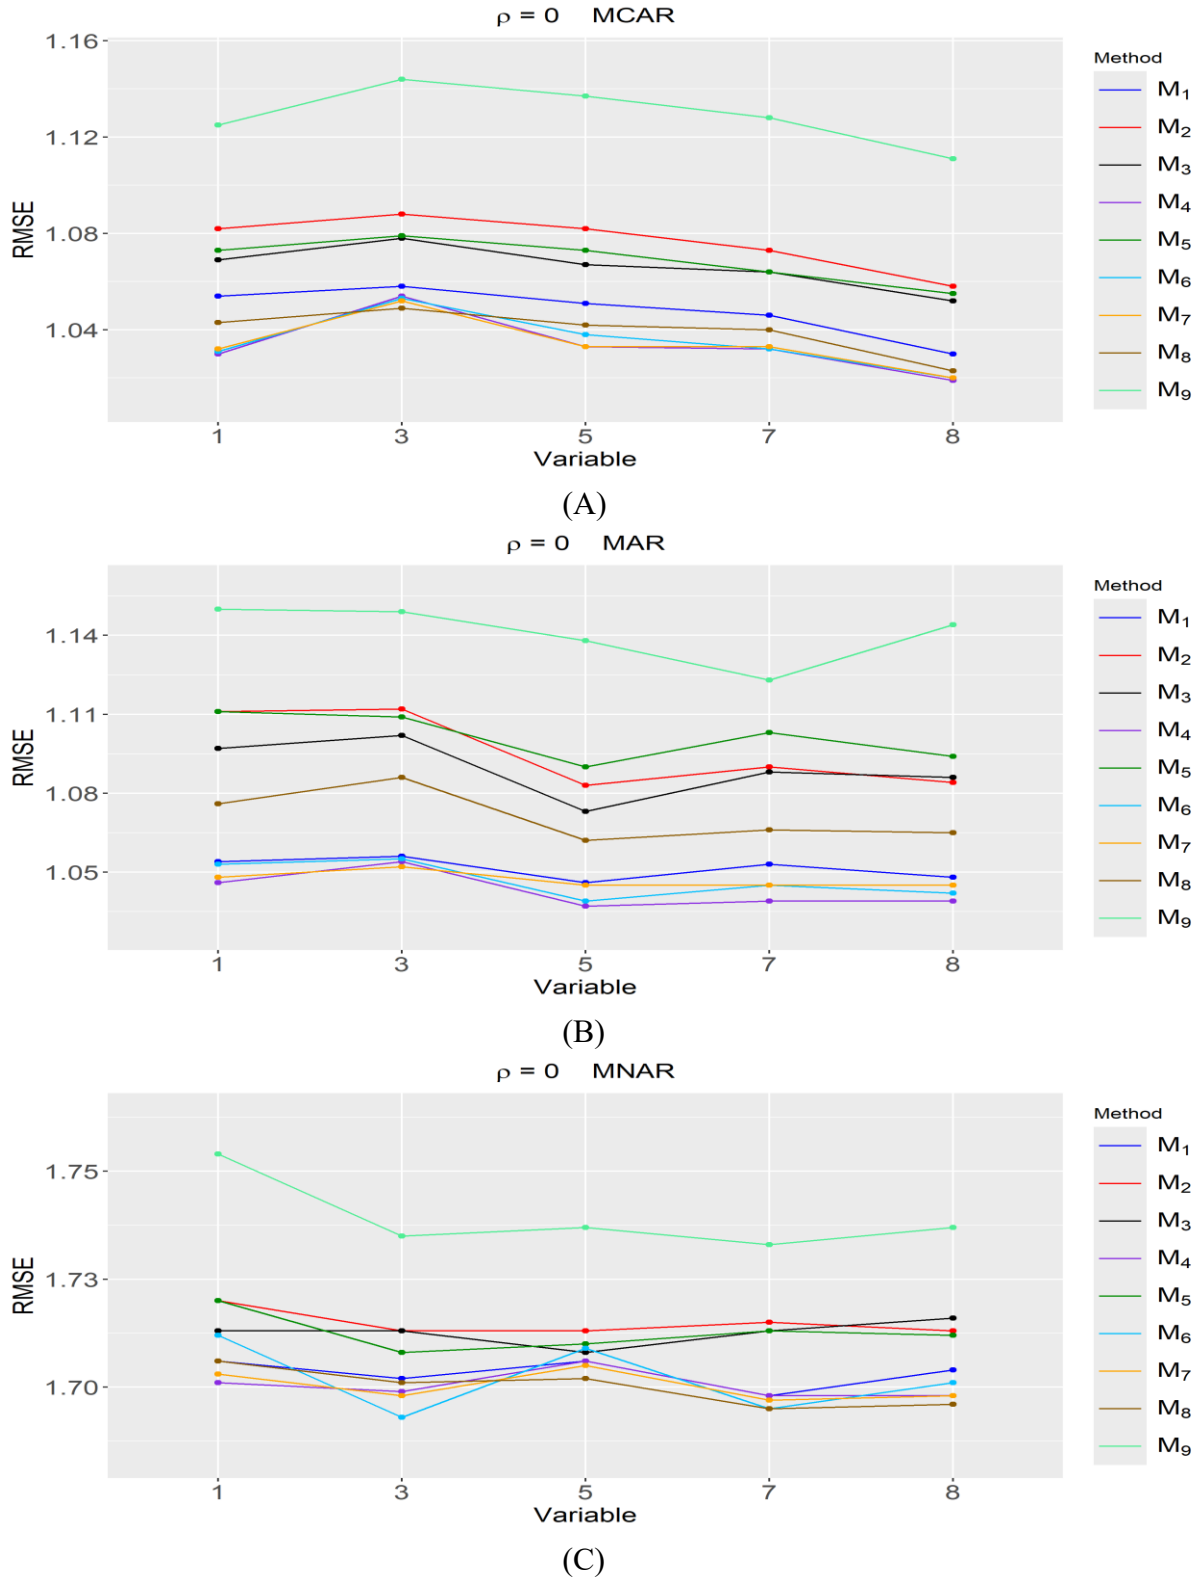 ρ = 0 MCAR
1.16
1.12
1.08
1.04
RMSE
1 3 5 7 8
Variable
Method
M1
M2
M3
M4
M5
M6
M7
M8
M9
(A)
ρ = 0 MAR
1.14
1.11
1.08
1.05
RMSE
1 3 5 7 8
Variable
Method
M1
M2
M3
M4
M5
M6
M7
M8
M9
(B)
ρ = 0 MNAR
1.75
1.73
1.70
RMSE
1 3 5 7 8
Variable
Method
M1
M2
M3
M4
M5
M6
M7
M8
M9
(C)